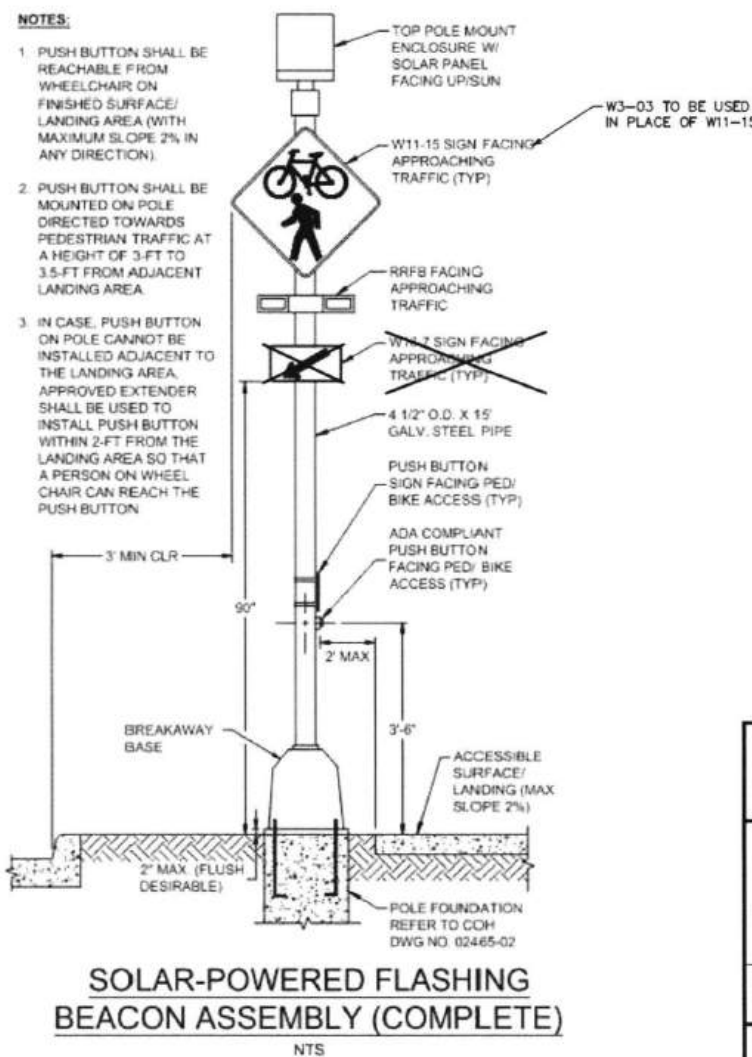 NOTES:
1 PUSH BUTTON SHALL BE
REACHABLE FROM
WHEELCHAIR ON
FINISHED SURFACE/
LANDING AREA (WITH
MAXIMUM SLOPE 2% IN
ANY DIRECTION).
2. PUSH BUTTON SHALL BE
MOUNTED ON POLE
DIRECTED TOWARDS
PEDESTRIAN TRAFFIC AT
A HEIGHT OF 3-FT TO
3.5-FT FROM ADJACENT
LANDING AREA.
3. IN CASE, PUSH BUTTON
ON POLE CANNOT BE
INSTALLED ADJACENT TO
THE LANDING AREA,
APPROVED EXTENDER
SHALL BE USED TO
INSTALL PUSH BUTTON
WITHIN 2-FT FROM THE
LANDING AREA SO THAT
A PERSON ON WHEEL
CHAIR CAN REACH THE
PUSH BUTTON
TOP POLE MOUNT
ENCLOSURE W/
SOLAR PANEL
FACING UP/SUN
W3-03 TO BE USED
IN PLACE OF W11-15
W11-15 SIGN FACING
APPROACHING
TRAFFIC (TYP)
RRFB FACING
APPROACHING
TRAFFIC
SIGN FACING
APPROACHING
TRAFFIC (TYP)
4 1/2" O.D. X 15'
GALV. STEEL PIPE
PUSH BUTTON
SIGN FACING PED/
BIKE ACCESS (TYP)
ADA COMPLIANT
PUSH BUTTON
FACING PED/ BIKE
ACCESS (TYP)
3' MIN CLR
90"
2' MAX
3'-6"
BREAKAWAY
BASE
ACCESSIBLE
SURFACE/
LANDING (MAX
SLOPE 2%)
2" MAX. (FLUSH
DESIRABLE)
POLE FOUNDATION
REFER TO COH
DWG NO. 02465-02
SOLAR-POWERED FLASHING
BEACON ASSEMBLY (COMPLETE)
NTS